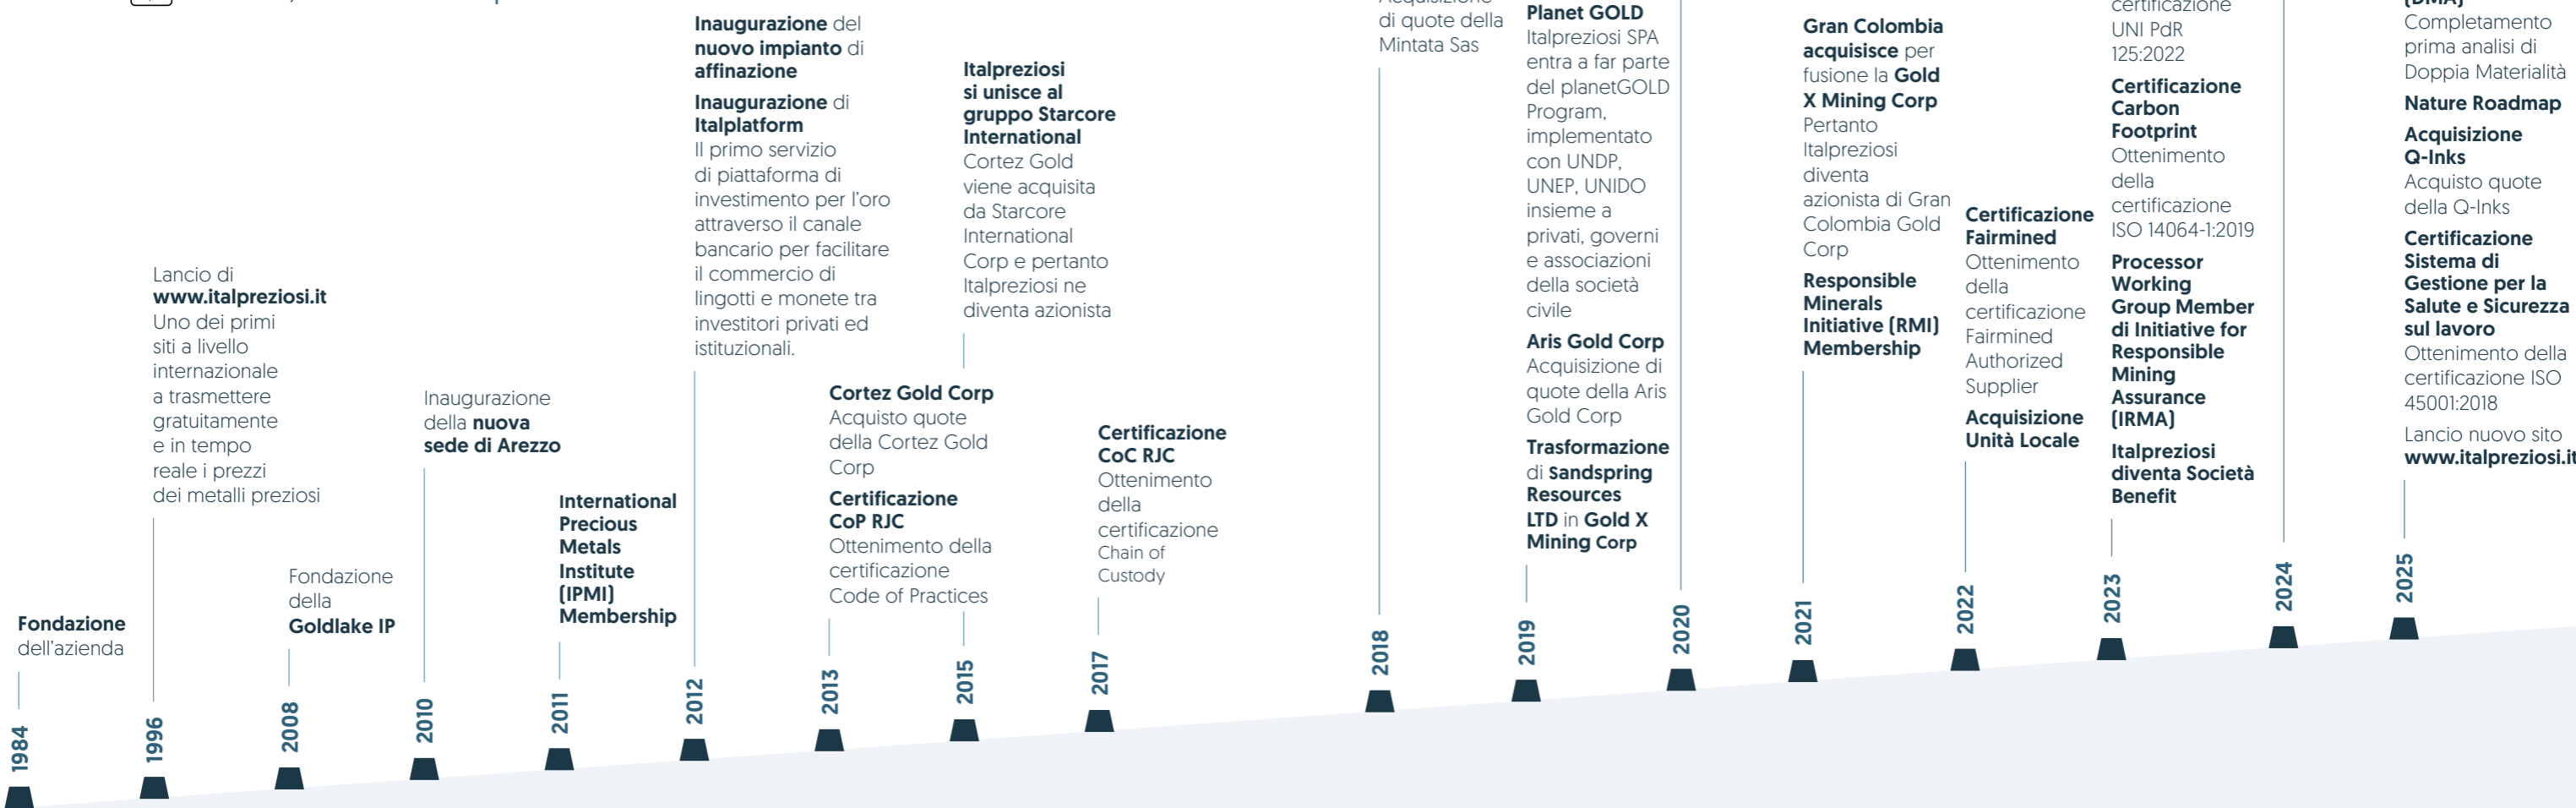 Fondazione
dell'azienda
1984
Lancio di
www.italpreziosi.it
Uno dei primi
siti a livello
internazionale
a trasmettere
gratuitamente
e in tempo
reale i prezzi
dei metalli preziosi
1996
Fondazione
della
Goldlake IP
2008
Inaugurazione
della nuova
sede di Arezzo
2010
International
Precious
Metals
Institute
(IPMI)
Membership
2011
Inaugurazione del
nuovo impianto di
affinazione
Inaugurazione di
Italplatform
Il primo servizio
di piattaforma di
investimento per l'oro
attraverso il canale
bancario per facilitare
il commercio di
lingotti e monete tra
investitori privati ed
istituzionali.
2012
Cortez Gold Corp
Acquisto quote
della Cortez Gold
Corp
Certificazione
CoP RJC
Ottenimento della
certificazione
Code of Practices
2013
Italpreziosi
si unisce al
gruppo Starcore
International
Cortez Gold
viene acquisita
da Starcore
International
Corp e pertanto
Italpreziosi ne
diventa azionista
2015
Certificazione
CoC RJC
Ottenimento
della
certificazione
Chain of
Custody
2017
Acquisizione
di quote della
Mintata Sas
2018
Planet GOLD
Italpreziosi SPA
entra a far parte
del planetGOLD
Program,
implementato
con UNDP,
UNEP, UNIDO
insieme a
privati, governi
e associazioni
della società
civile
Aris Gold Corp
Acquisizione di
quote della Aris
Gold Corp
Trasformazione
di Sandspring
Resources
LTD in Gold X
Mining Corp
2019
2020
Gran Colombia
acquisisce per
fusione la Gold
X Mining Corp
Pertanto
Italpreziosi
diventa
azionista di Gran
Colombia Gold
Corp
Responsible
Minerals
Initiative (RMI)
Membership
2021
Certificazione
Fairmined
Ottenimento
della
certificazione
Fairmined
Authorized
Supplier
Acquisizione
Unità Locale
2022
certificazione
UNI PdR
125:2022
Certificazione
Carbon
Footprint
Ottenimento
della
certificazione
ISO 14064-1:2019
Processor
Working
Group Member
di Initiative for
Responsible
Mining
Assurance
(IRMA)
Italpreziosi
diventa Società
Benefit
2023
2024
(DMA)
Completamento
prima analisi di
Doppia Materialità
Nature Roadmap
Acquisizione
Q-Inks
Acquisto quote
della Q-Inks
Certificazione
Sistema di
Gestione per la
Salute e Sicurezza
sul lavoro
Ottenimento della
certificazione ISO
45001:2018
Lancio nuovo sito
www.italpreziosi.it
2025